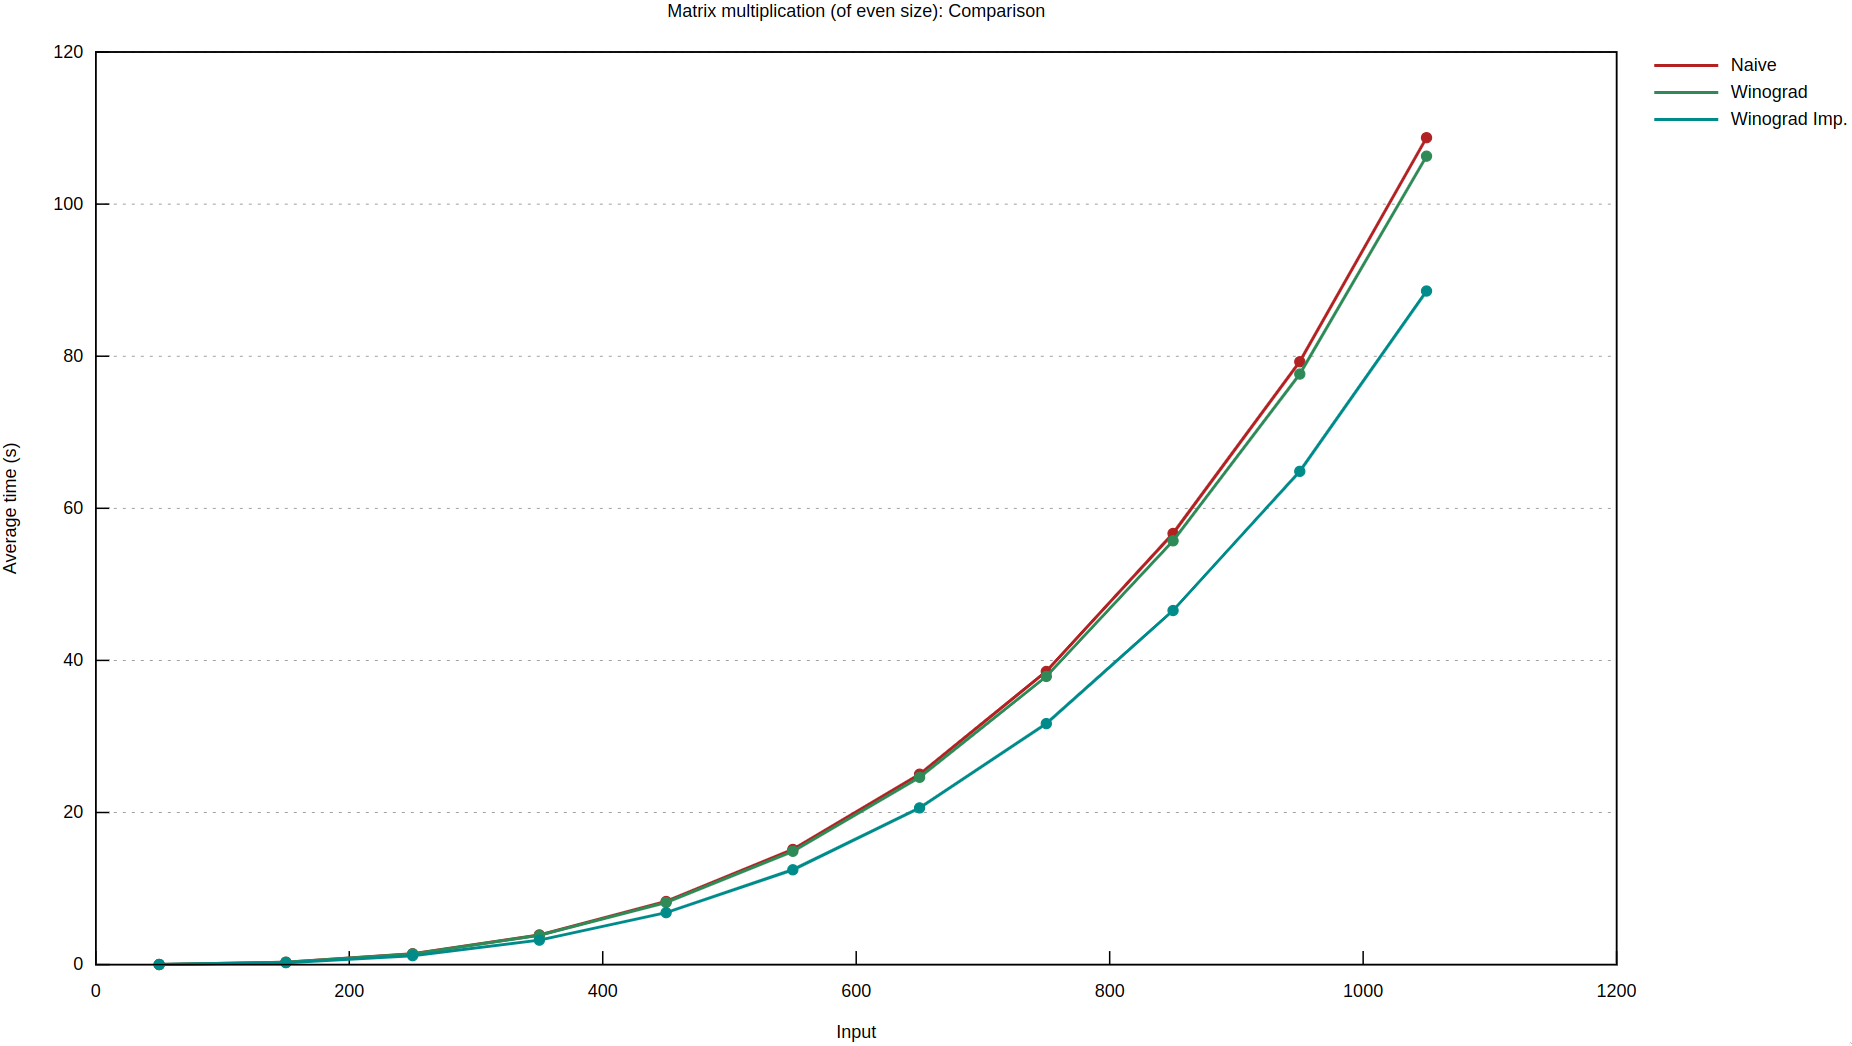 Matrix multiplication (of even size): Comparison
Naive
Winograd
Winograd Imp.
120
100
80
60
40
20
0
Average time (s)
0 200 400 600 800 1000 1200
Input